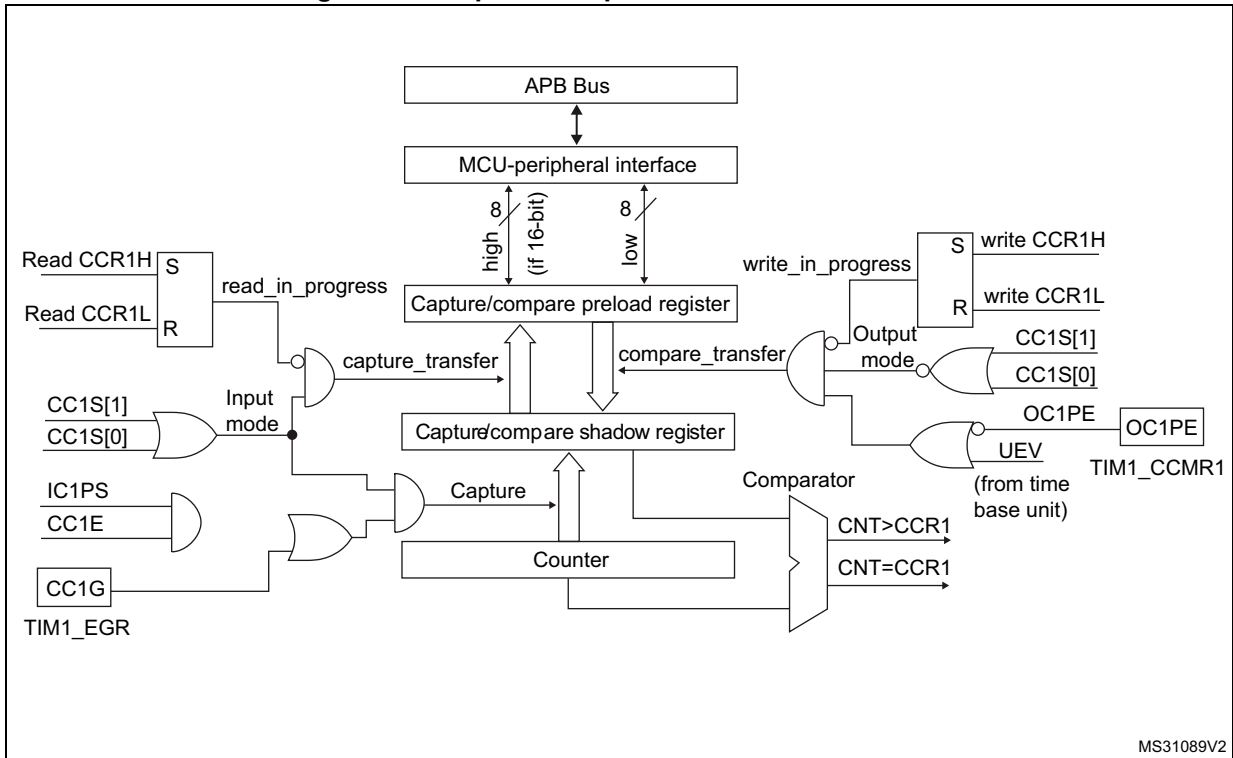 APB Bus
MCU-peripheral interface
8
high
(if 16-bit)
8
low
Read CCR1H
S
Read CCR1L
R
read_in_progress
write_in_progress
S
write CCR1H
R
write CCR1L
Capture/compare preload register
capture_transfer
compare_transfer
Output
mode
CC1S[1]
CC1S[0]
CC1S[1]
CC1S[0]
Input
mode
Capture/compare shadow register
OC1PE
OC1PE
UEV
TIM1_CCMR1
(from time
base unit)
IC1PS
CC1E
Capture
Comparator
CNT>CCR1
Counter
CNT=CCR1
CC1G
TIM1_EGR
MS31089V2